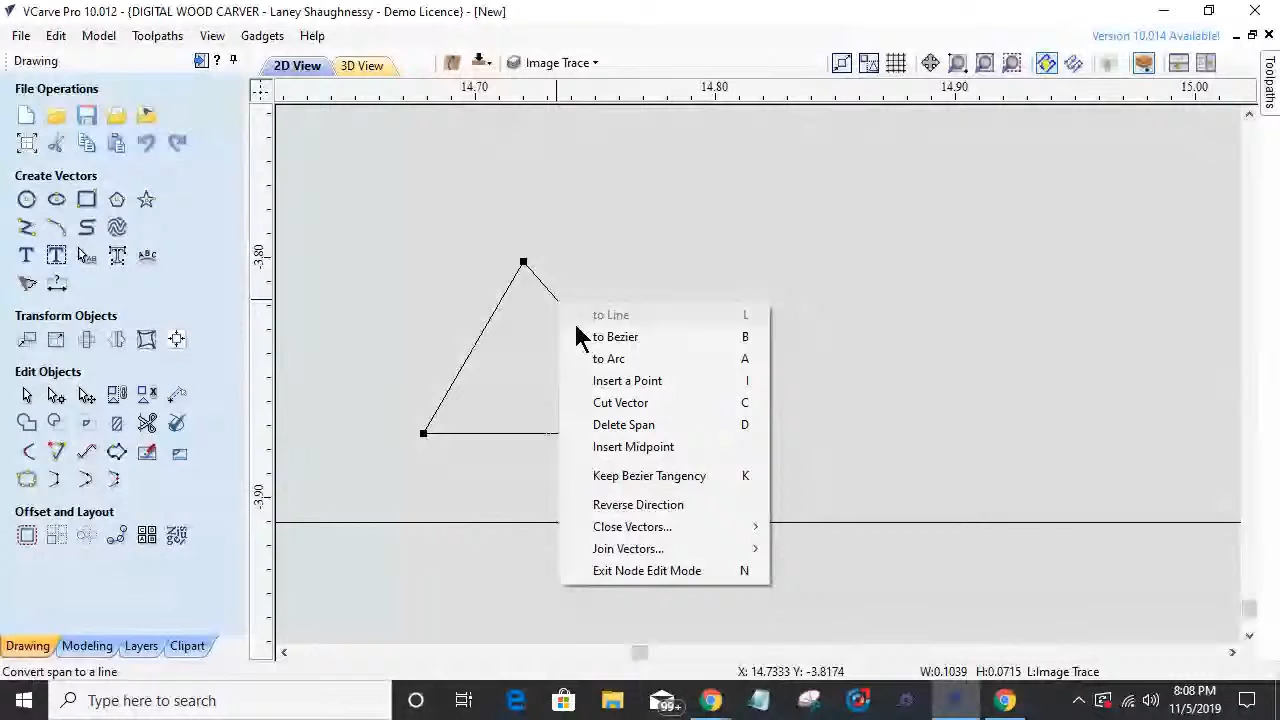 VCarve Pro 10.012 - {DIGITAL WOOD CARVER - Laney Shaughnessy - Demo Licence} - [New]
File Edit Model Toolpaths View Gadgets Help
Version 10.014 Available!
Drawing
?
2D View
3D View
Image Trace
Toolpaths
14.70
14.80
14.90
15.00
File Operations
Create Vectors
T T T ABC
Transform Objects
Edit Objects
Offset and Layout
-3.80
-3.90
to Line L
to Bezier B
to Arc A
Insert a Point I
Cut Vector C
Delete Span D
Insert Midpoint
Keep Bezier Tangency K
Reverse Direction
Close Vectors...
Join Vectors...
Exit Node Edit Mode N
Drawing Modeling Layers Clipart
Convert span to a line
X: 14.7333 Y: -3.8174
W:0.1039 H:0.0715 L:Image Trace
Type here to search
99+
8:08 PM
11/5/2019